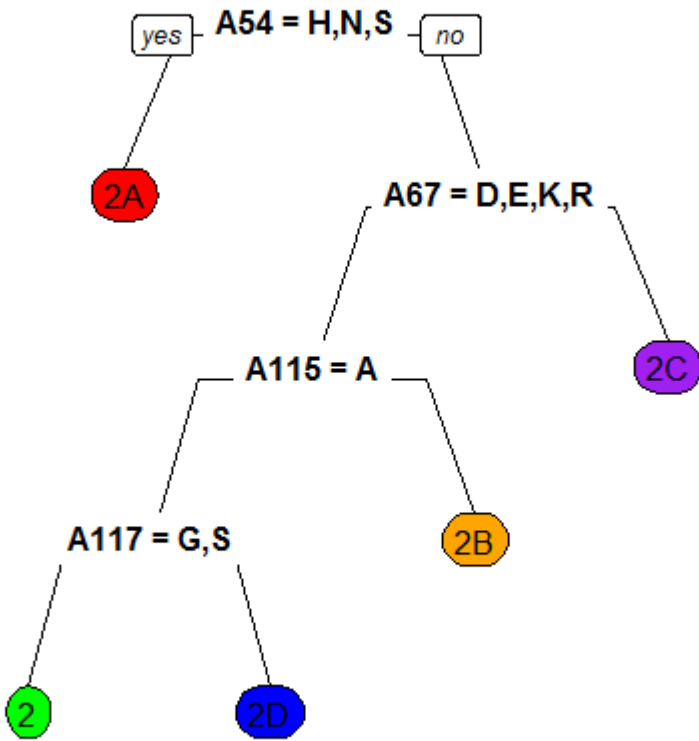 yes A54 = H,N,S no
2A
A67 = D,E,K,R
A115 = A
2C
A117 = G,S
2B
2
2D